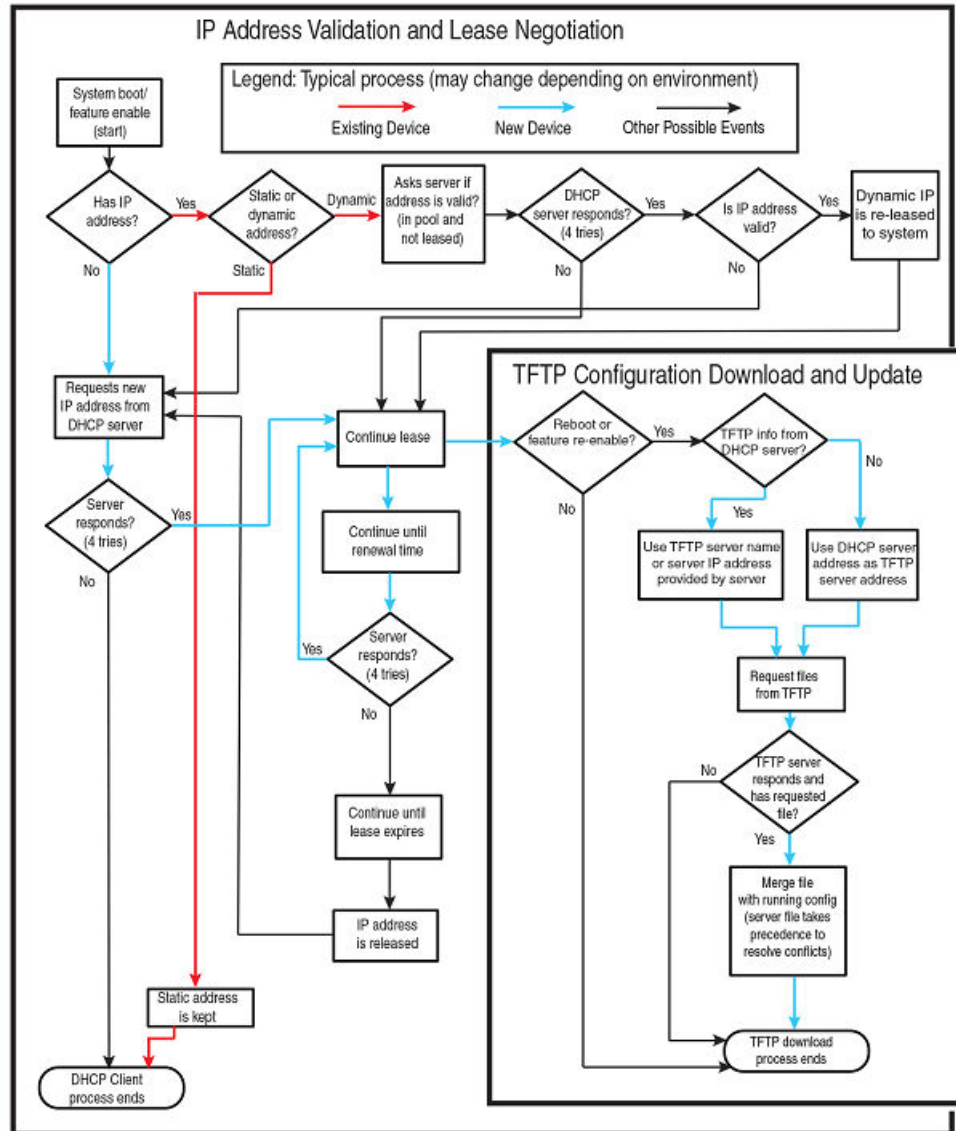 IP Address Validation and Lease Negotiation
Legend: Typical process (may change depending on environment)
Existing Device
New Device
Other Possible Events
System boot/
feature enable
(start)
Has IP
address?
Yes
No
Static or
dynamic
address?
Dynamic
Static
Asks server if
address is valid?
(in pool and
not leased)
DHCP
server responds?
(4 tries)
Yes
No
Is IP address
valid?
Yes
No
Dynamic IP
is re-leased
to system
Requests new
IP address from
DHCP server
Server
responds?
(4 tries)
Yes
No
Continue lease
Continue until
renewal time
Server
responds?
(4 tries)
Yes
No
Continue until
lease expires
IP address
is released
Static address
is kept
DHCP Client
process ends
TFTP Configuration Download and Update
Reboot or
feature re-enable?
Yes
No
TFTP info from
DHCP server?
Yes
No
Use TFTP server name
or server IP address
provided by server
Use DHCP server
address as TFTP
server address
Request files
from TFTP
TFTP server
responds and
has requested
file?
No
Yes
Merge file
with running config
(server file takes
precedence to
resolve conflicts)
TFTP download
process ends